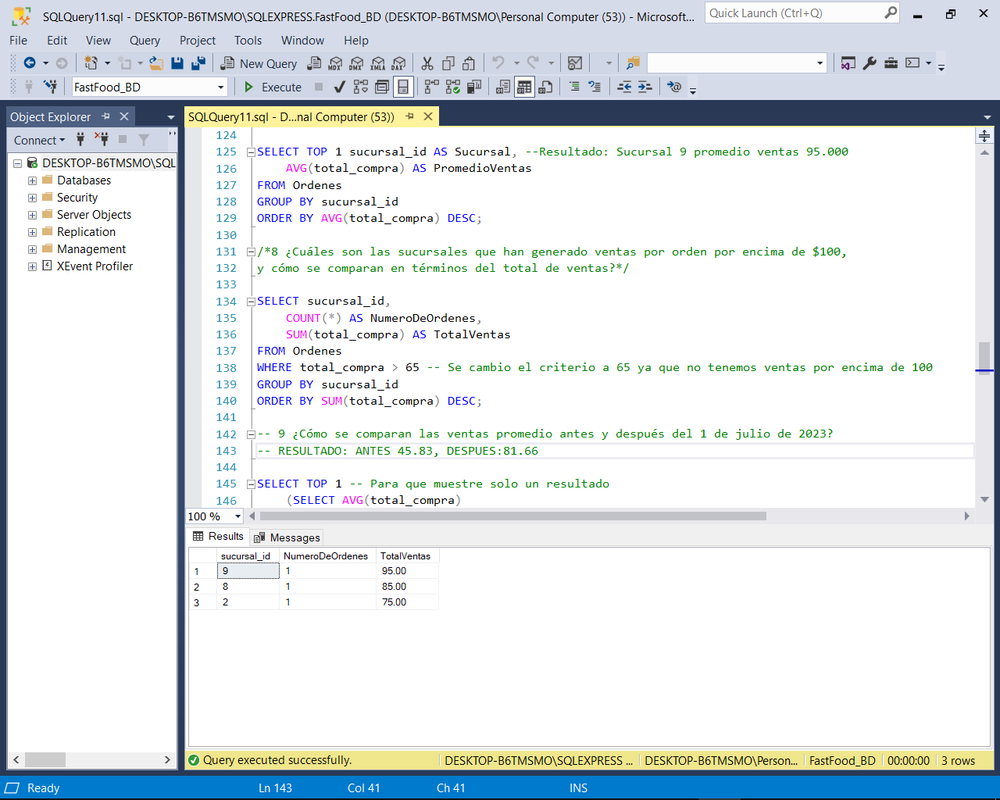 SQLQuery11.sql - DESKTOP-B6TMSMO\SQLEXPRESS.FastFood_BD (DESKTOP-B6TMSMO\Personal Computer (53)) - Microsoft...
Quick Launch (Ctrl+Q)
File Edit View Query Project Tools Window Help
New Query MDX DMX XMLA DAX
FastFood_BD Execute
Object Explorer
SQLQuery11.sql - D...nal Computer (53))
Connect
DESKTOP-B6TMSMO\SQL
Databases
Security
Server Objects
Replication
Management
XEvent Profiler
124
125 SELECT TOP 1 sucursal_id AS Sucursal, --Resultado: Sucursal 9 promedio ventas 95.000
126 AVG(total_compra) AS PromedioVentas
127 FROM Ordenes
128 GROUP BY sucursal_id
129 ORDER BY AVG(total_compra) DESC;
130
131 /*8 ¿Cuáles son las sucursales que han generado ventas por orden por encima de $100,
132 y cómo se comparan en términos del total de ventas?*/
133
134 SELECT sucursal_id,
135 COUNT(*) AS NumeroDeOrdenes,
136 SUM(total_compra) AS TotalVentas
137 FROM Ordenes
138 WHERE total_compra > 65 -- Se cambio el criterio a 65 ya que no tenemos ventas por encima de 100
139 GROUP BY sucursal_id
140 ORDER BY SUM(total_compra) DESC;
141
142 -- 9 ¿Cómo se comparan las ventas promedio antes y después del 1 de julio de 2023?
143 -- RESULTADO: ANTES 45.83, DESPUES:81.66
144
145 SELECT TOP 1 -- Para que muestre solo un resultado
146 (SELECT AVG(total_compra)
100 %
Results Messages
sucursal_id NumeroDeOrdenes TotalVentas
1 9 1 95.00
2 8 1 85.00
3 2 1 75.00
Query executed successfully. DESKTOP-B6TMSMO\SQLEXPRESS ... DESKTOP-B6TMSMO\Person... FastFood_BD 00:00:00 3 rows
Ready Ln 143 Col 41 Ch 41 INS